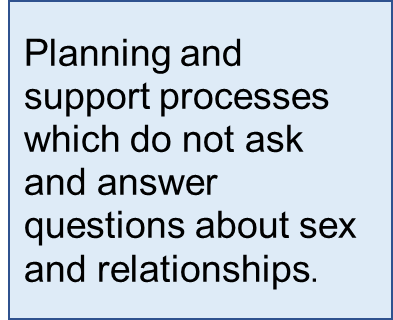 Planning and
support processes
which do not ask
and answer
questions about sex
and relationships.